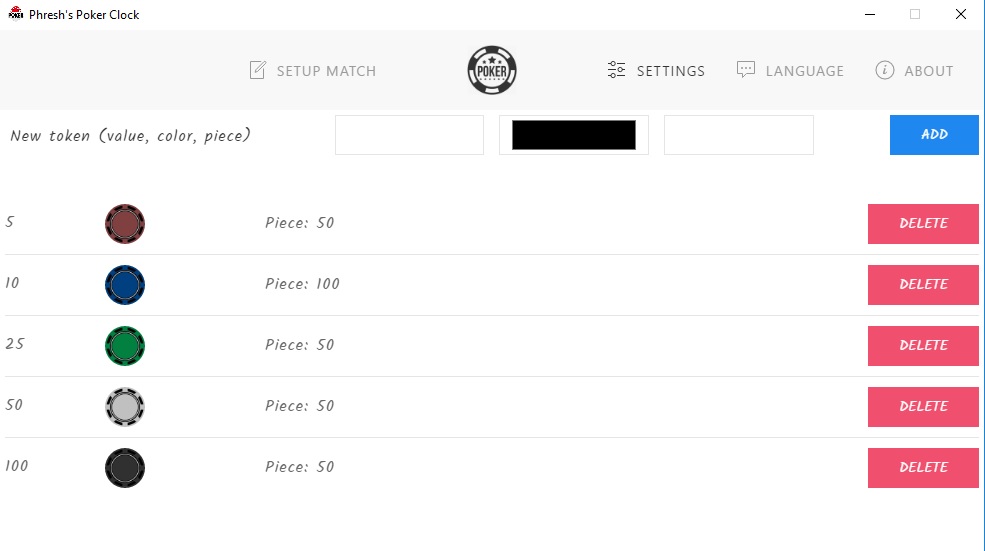 Phresh's Poker Clock
SETUP MATCH
POKER
SETTINGS
LANGUAGE
ABOUT
New token (value, color, piece)
ADD
5 Piece: 50 DELETE
10 Piece: 100 DELETE
25 Piece: 50 DELETE
50 Piece: 50 DELETE
100 Piece: 50 DELETE